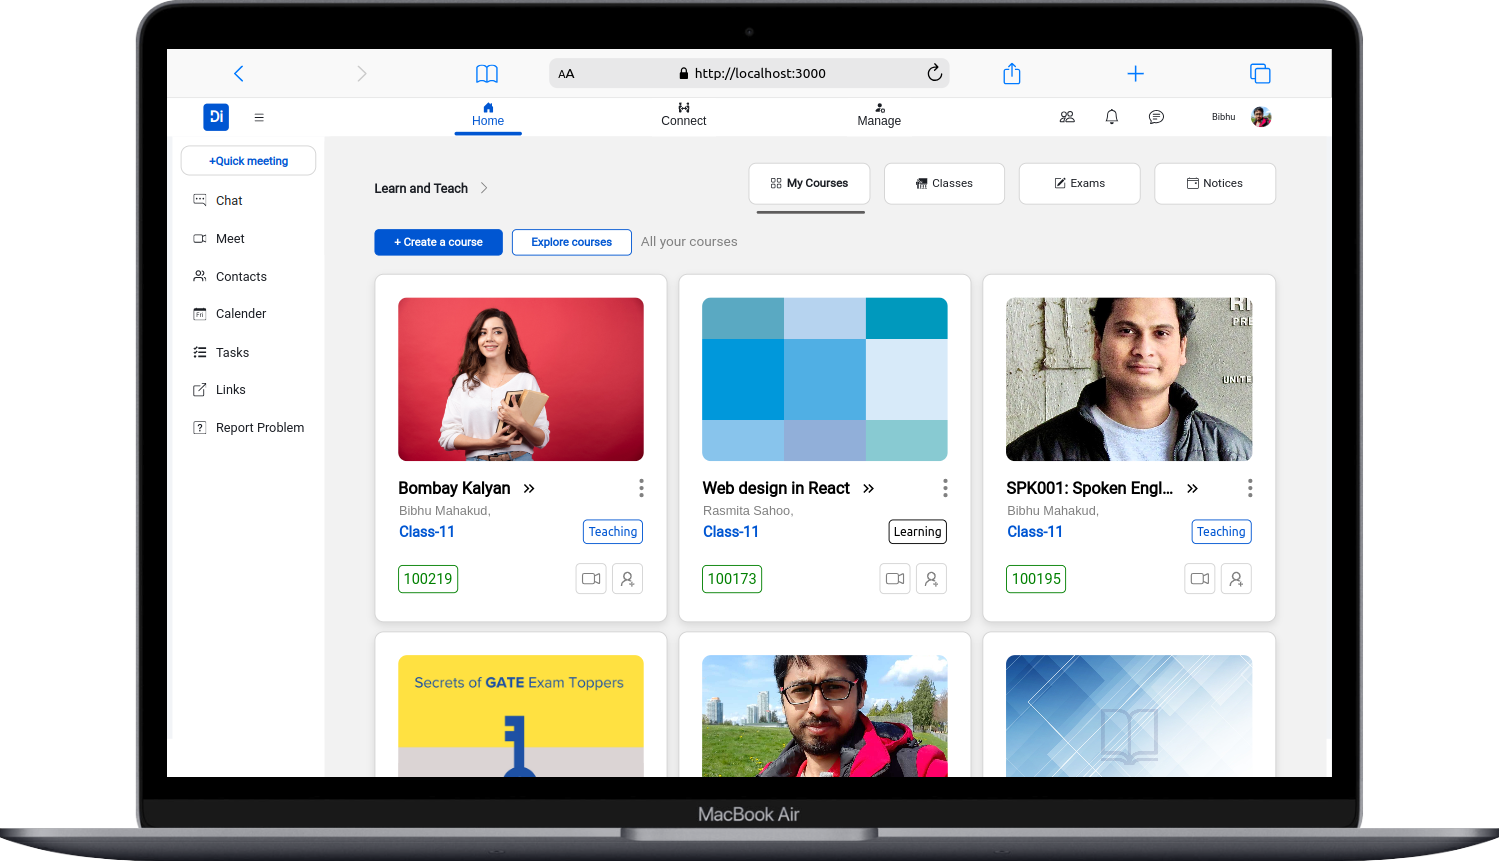 AA
http://localhost:3000
Di
Home
Connect
Manage
Bibhu
+Quick meeting
Chat
Meet
Contacts
Calender
Tasks
Links
Report Problem
Learn and Teach
My Courses
Classes
Exams
Notices
+ Create a course
Explore courses
All your courses
PRE
UNITE
Bombay Kalyan
Bibhu Mahakud,
Class-11
Teaching
100219
Web design in React
Rasmita Sahoo,
Class-11
Learning
100173
SPK001: Spoken Engl...
Bibhu Mahakud,
Class-11
Teaching
100195
Secrets of GATE Exam Toppers
MacBook Air